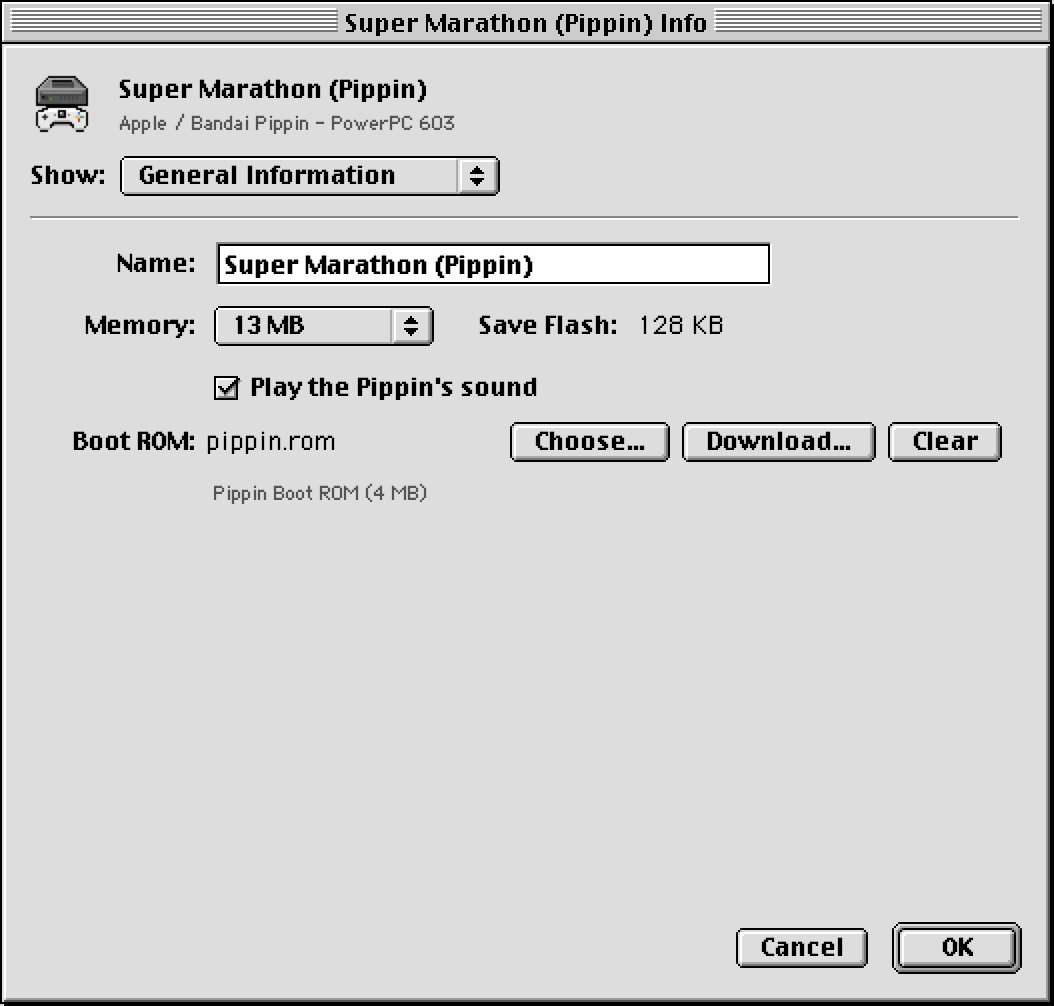 Super Marathon (Pippin) Info
Super Marathon (Pippin)
Apple / Bandai Pippin - PowerPC 603
Show: General Information
Name: Super Marathon (Pippin)
Memory: 13 MB Save Flash: 128 KB
Play the Pippin's sound
Boot ROM: pippin.rom Choose... Download... Clear
Pippin Boot ROM (4 MB)
Cancel OK